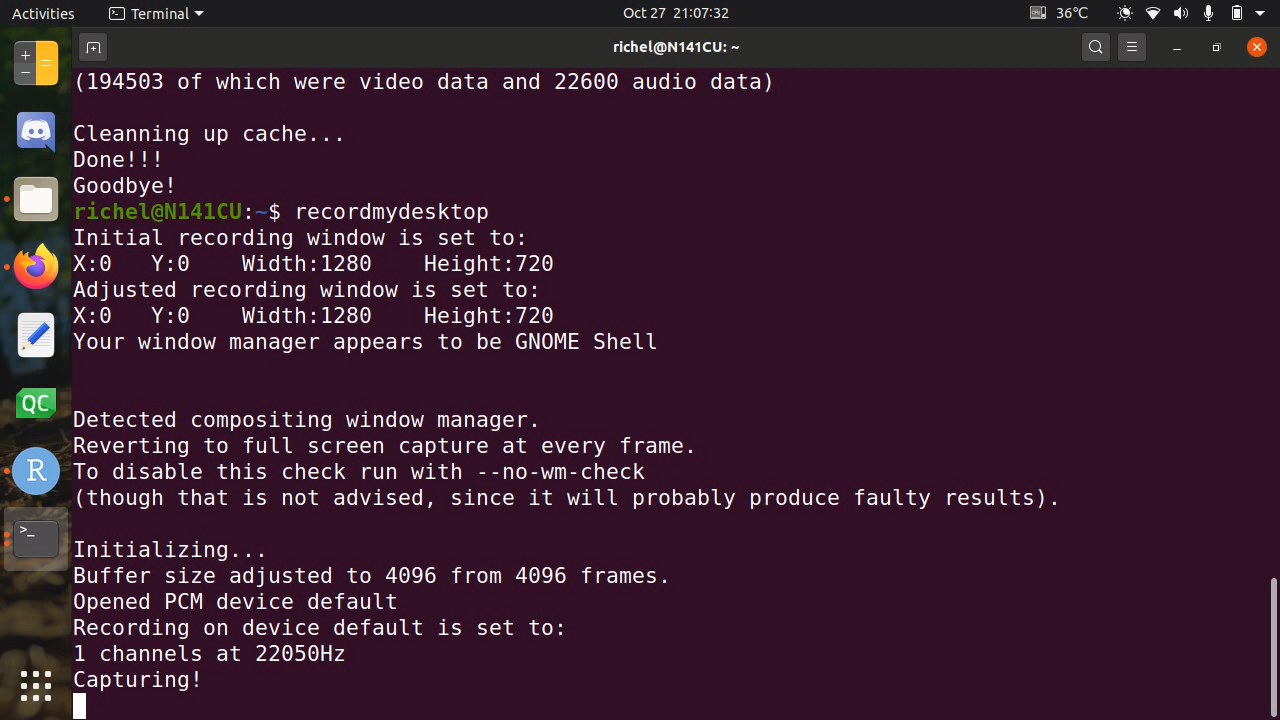 Activities Terminal Oct 27 21:07:32 36°C
richel@N141CU: ~
(194503 of which were video data and 22600 audio data)
Cleanning up cache...
Done!!!
Goodbye!
richel@N141CU:~$ recordmydesktop
Initial recording window is set to:
X:0 Y:0 Width:1280 Height:720
Adjusted recording window is set to:
X:0 Y:0 Width:1280 Height:720
Your window manager appears to be GNOME Shell
Detected compositing window manager.
Reverting to full screen capture at every frame.
To disable this check run with --no-wm-check
(though that is not advised, since it will probably produce faulty results).
Initializing...
Buffer size adjusted to 4096 from 4096 frames.
Opened PCM device default
Recording on device default is set to:
1 channels at 22050Hz
Capturing!
QC
R
>_